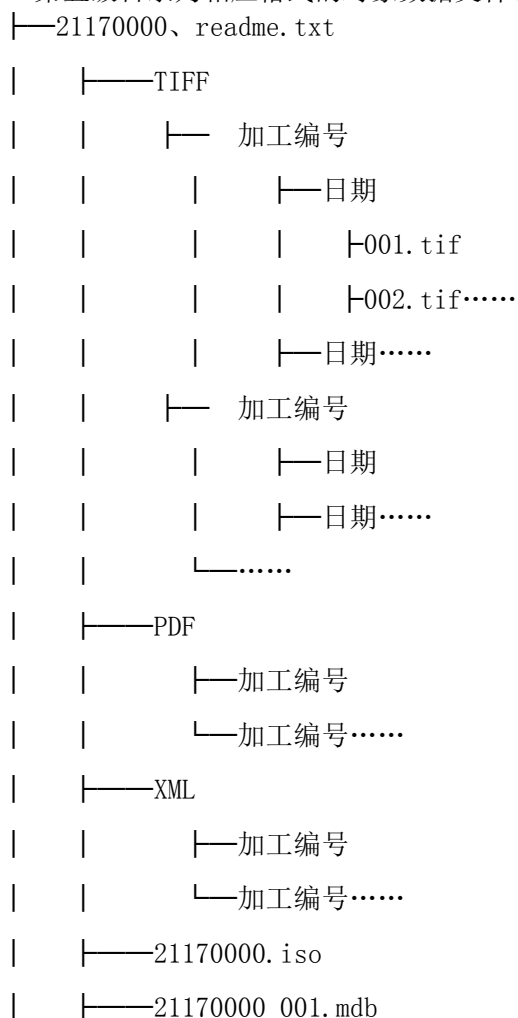 ├──21170000、readme.txt
│ ├───TIFF
│ │ ├── 加工编号
│ │ │ ├──日期
│ │ │ │ ├001.tif
│ │ │ │ ├002.tif……
│ │ │ ├──日期……
│ │ ├── 加工编号
│ │ │ ├──日期
│ │ │ ├──日期……
│ │ └──……
│ ├───PDF
│ │ ├──加工编号
│ │ └──加工编号……
│ ├───XML
│ │ ├──加工编号
│ │ └──加工编号……
│ ├───21170000.iso
│ ├───21170000_001.mdb